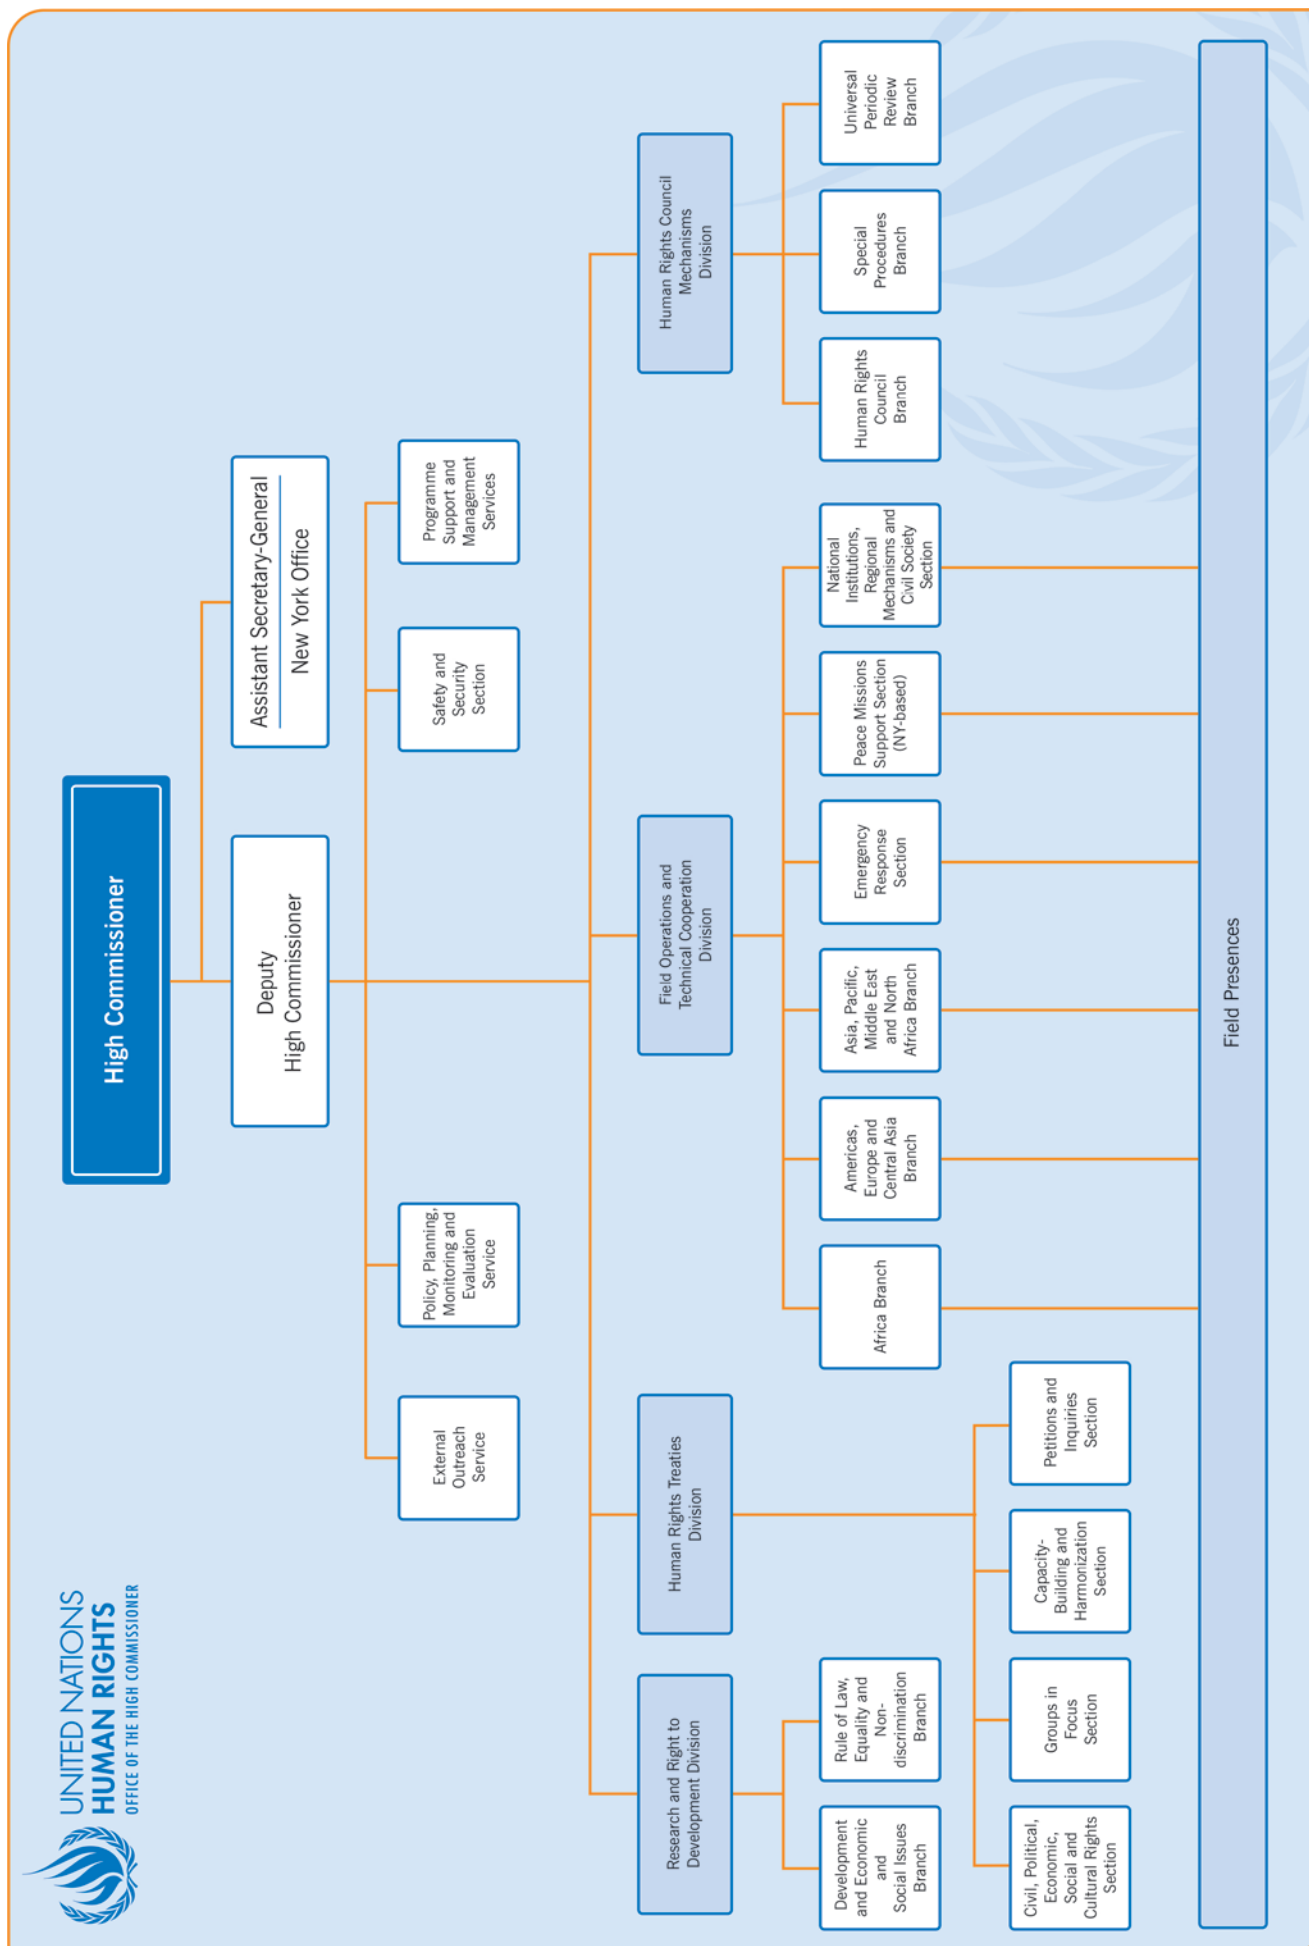 UNITED NATIONS
HUMAN RIGHTS
OFFICE OF THE HIGH COMMISSIONER
High Commissioner
Deputy
High Commissioner
Assistant Secretary-General
New York Office
External
Outreach
Service
Policy, Planning,
Monitoring and
Evaluation
Service
Safety and
Security
Section
Programme
Support and
Management
Services
Research and Right to
Development Division
Human Rights Treaties
Division
Field Operations and
Technical Cooperation
Division
Human Rights Council
Mechanisms
Division
Development
and Economic
and
Social Issues
Branch
Rule of Law,
Equality and
Non-
discrimination
Branch
Africa Branch
Americas,
Europe and
Central Asia
Branch
Asia, Pacific,
Middle East
and North
Africa Branch
Emergency
Response
Section
Peace Missions
Support Section
(NY-based)
National
Institutions,
Regional
Mechanisms and
Civil Society
Section
Human Rights
Council
Branch
Special
Procedures
Branch
Universal
Periodic
Review
Branch
Civil, Political,
Economic,
Social and
Cultural Rights
Section
Groups in
Focus
Section
Capacity-
Building and
Harmonization
Section
Petitions and
Inquiries
Section
Field Presences